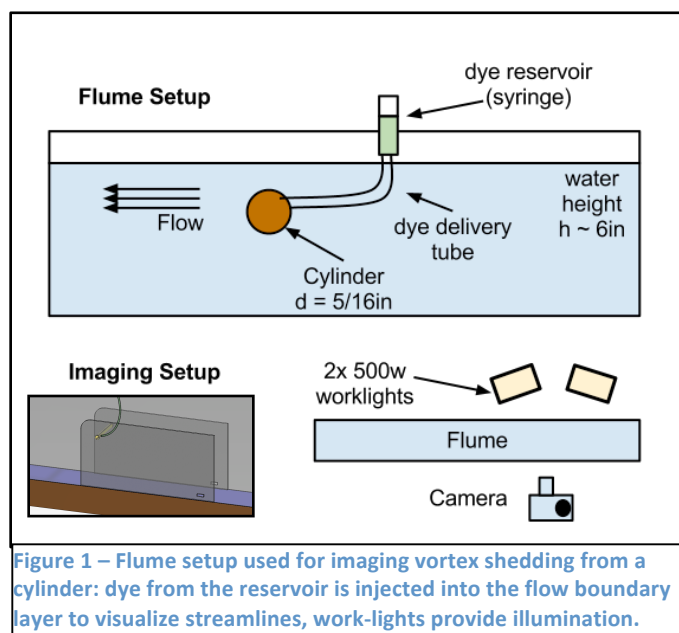 Flume Setup
dye reservoir
(syringe)
Flow
Cylinder
d = 5/16in
dye delivery
tube
water
height
h ~ 6in
Imaging Setup
2x 500w
worklights
Flume
Camera
Figure 1 – Flume setup used for imaging vortex shedding from a
cylinder: dye from the reservoir is injected into the flow boundary
layer to visualize streamlines, work-lights provide illumination.